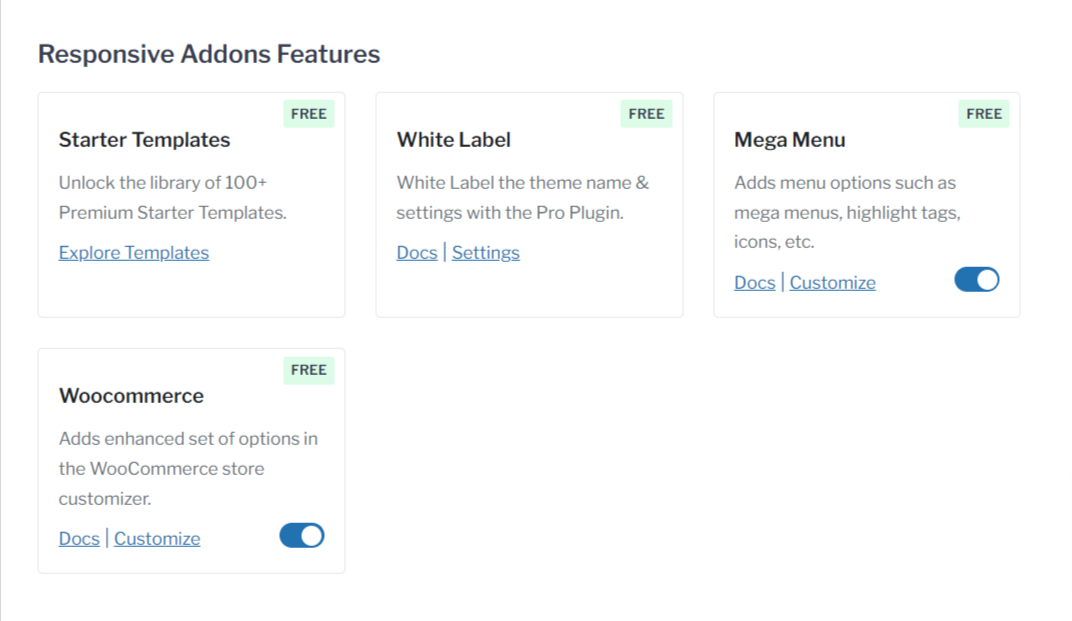 Responsive Addons Features
FREE
Starter Templates
Unlock the library of 100+
Premium Starter Templates.
Explore Templates
FREE
White Label
White Label the theme name &
settings with the Pro Plugin.
Docs | Settings
FREE
Mega Menu
Adds menu options such as
mega menus, highlight tags,
icons, etc.
Docs | Customize
FREE
Woocommerce
Adds enhanced set of options in
the WooCommerce store
customizer.
Docs | Customize